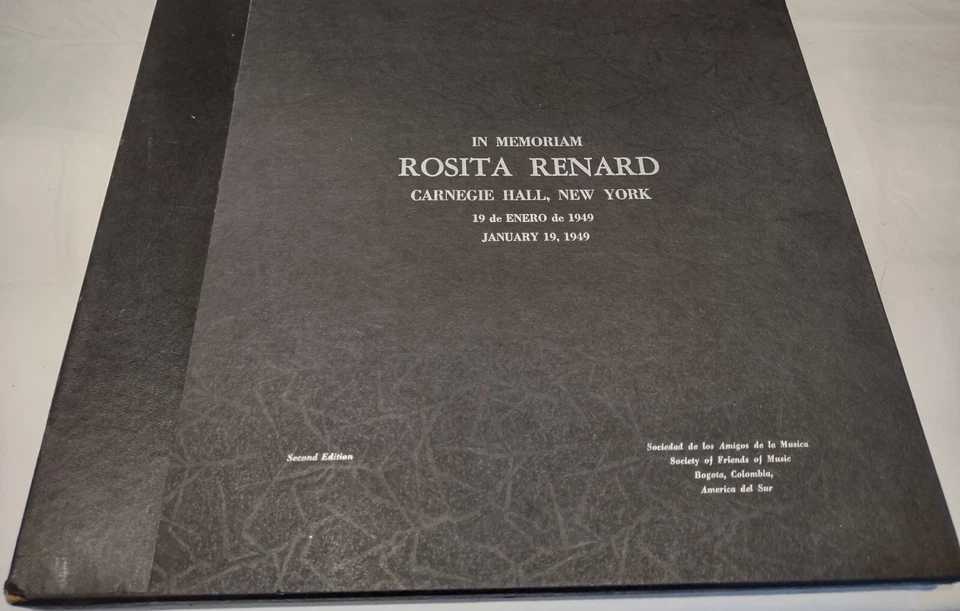 IN MEMORIAM
ROSITA RENARD
CARNEGIE HALL, NEW YORK
19 de ENERO de 1949
JANUARY 19, 1949
Second Edition
Sociedad de los Amigos de la Musica
Society of Friends of Music
Bogota, Colombia,
America del Sur